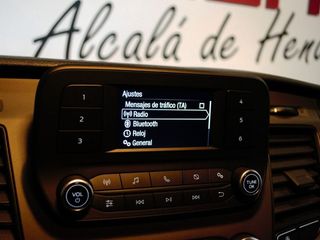 Alcalá de Hen
Ajustes
Mensajes de tráfico (TA)
Radio
Bluetooth
Reloj
General
1
2
3
4
5
6
VOL
TUNE
OK